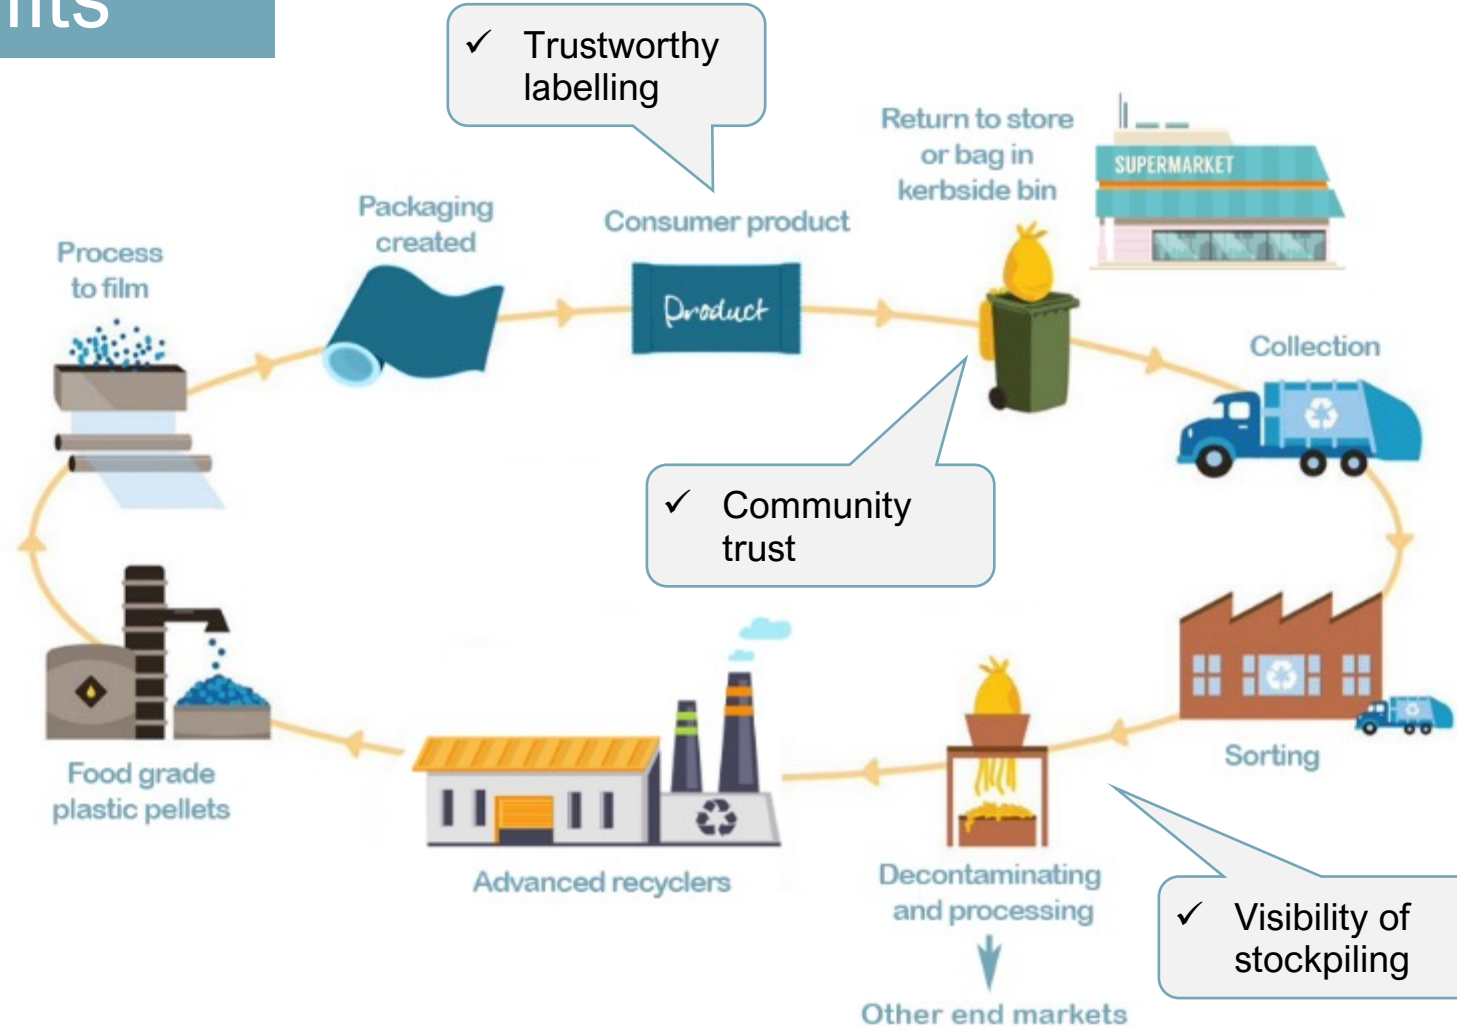 ✓ Trustworthy
labelling
Return to store
or bag in
kerbside bin
SUPERMARKET
Packaging
created
Consumer product
Process
to film
Product
Collection
✓ Community
trust
Sorting
Food grade
plastic pellets
Advanced recyclers
Decontaminating
and processing
✓ Visibility of
stockpiling
Other end markets